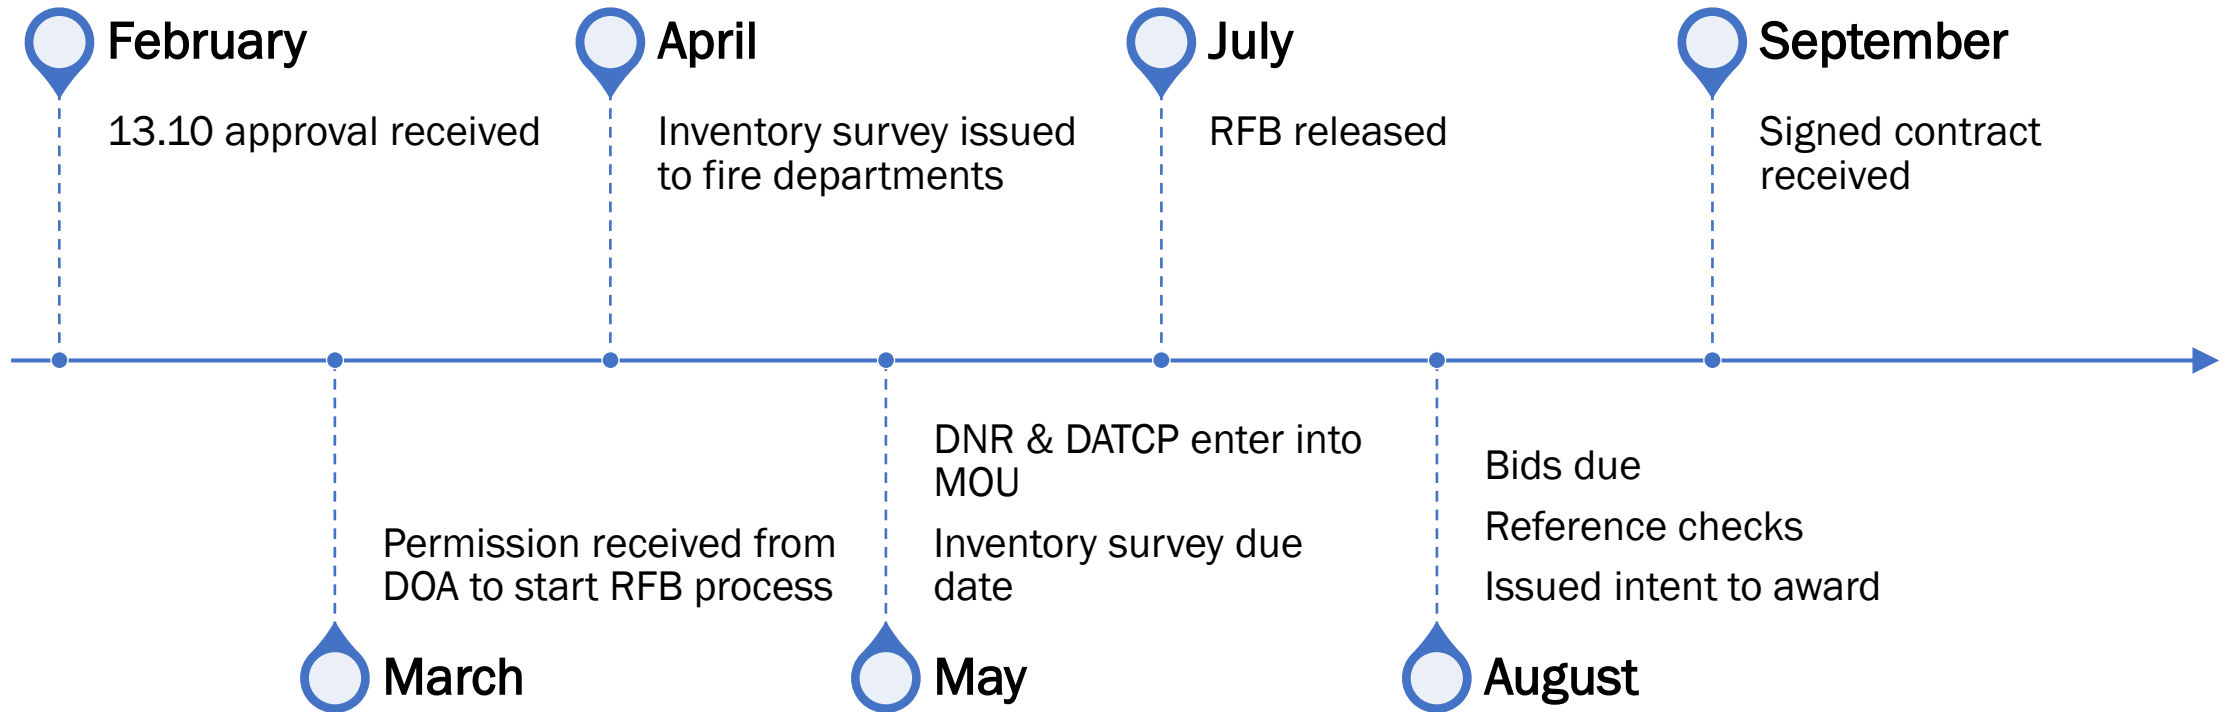 February
13.10 approval received
April
Inventory survey issued
to fire departments
July
RFB released
September
Signed contract
received
Permission received from
DOA to start RFB process
March
DNR & DATCP enter into
MOU
Inventory survey due
date
May
Bids due
Reference checks
Issued intent to award
August